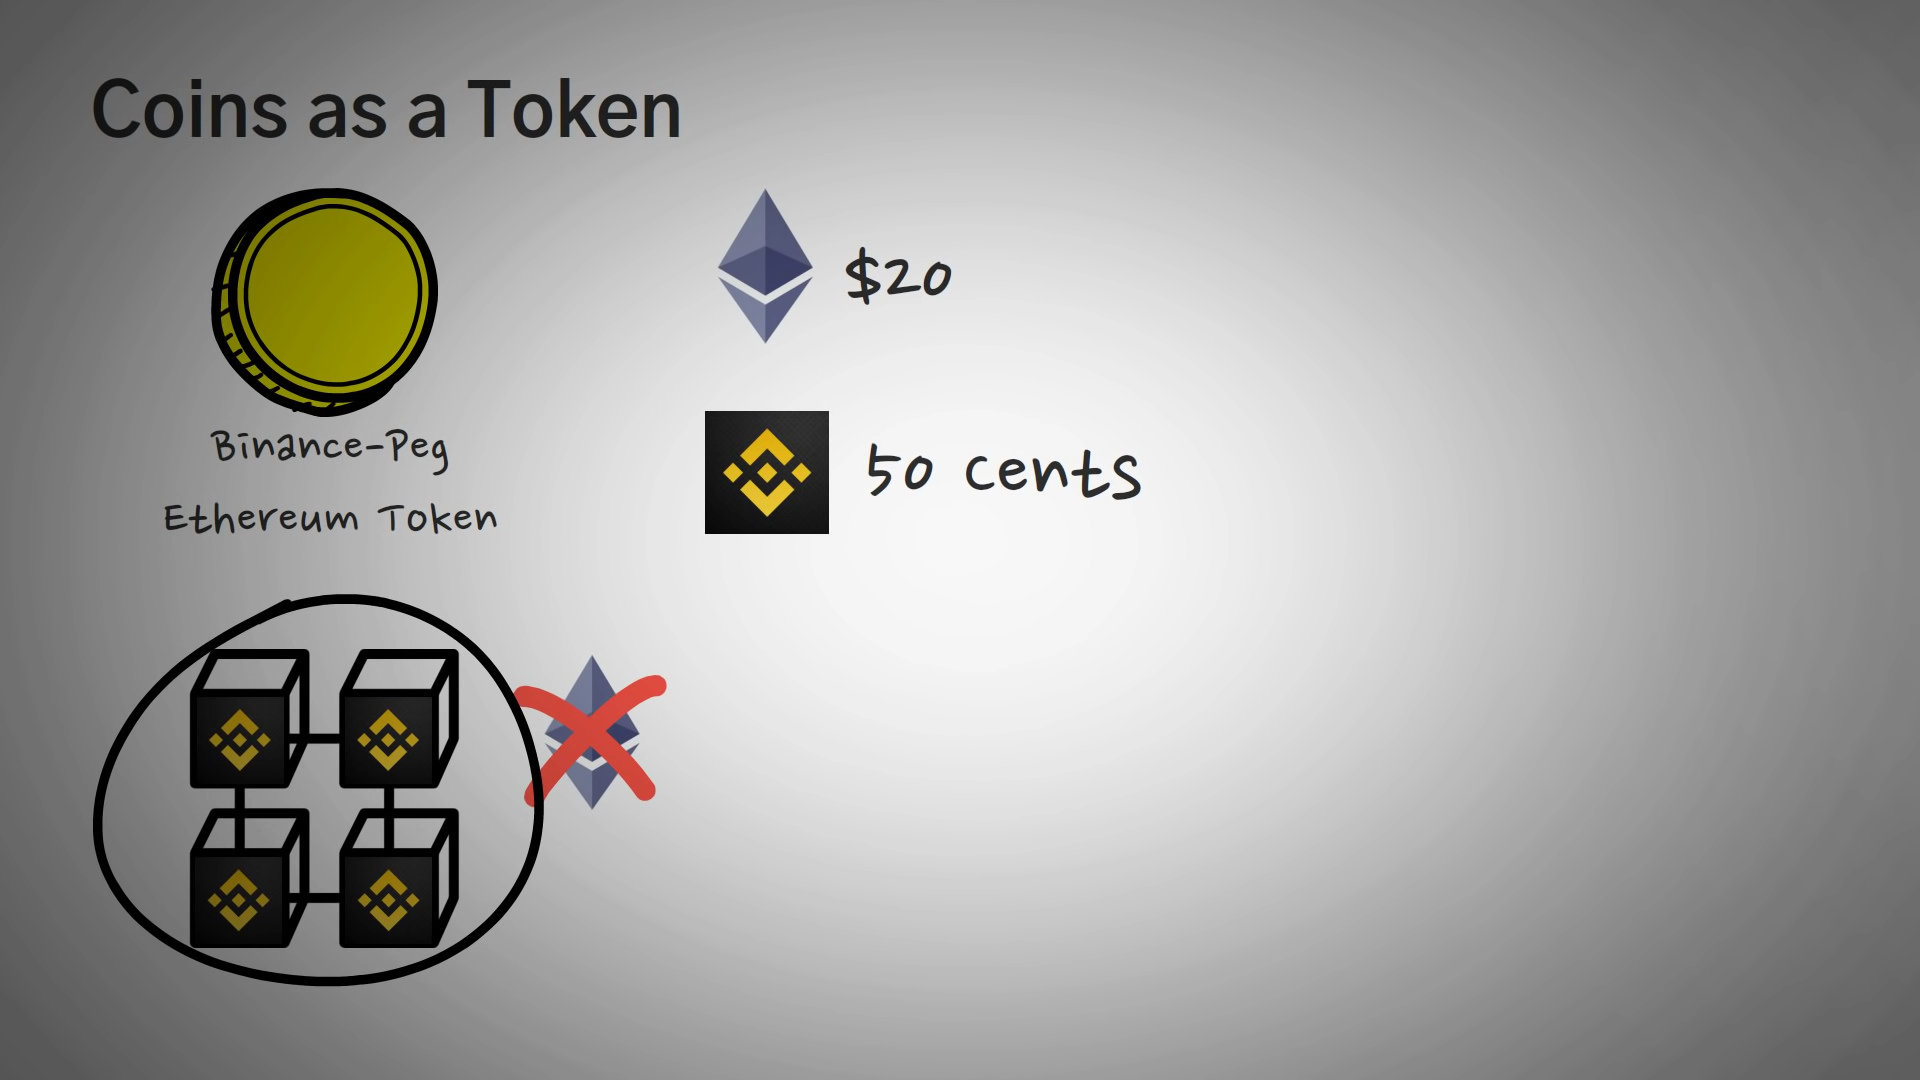 Coins as a Token
$20
Binance-Peg
Ethereum Token
50 cents